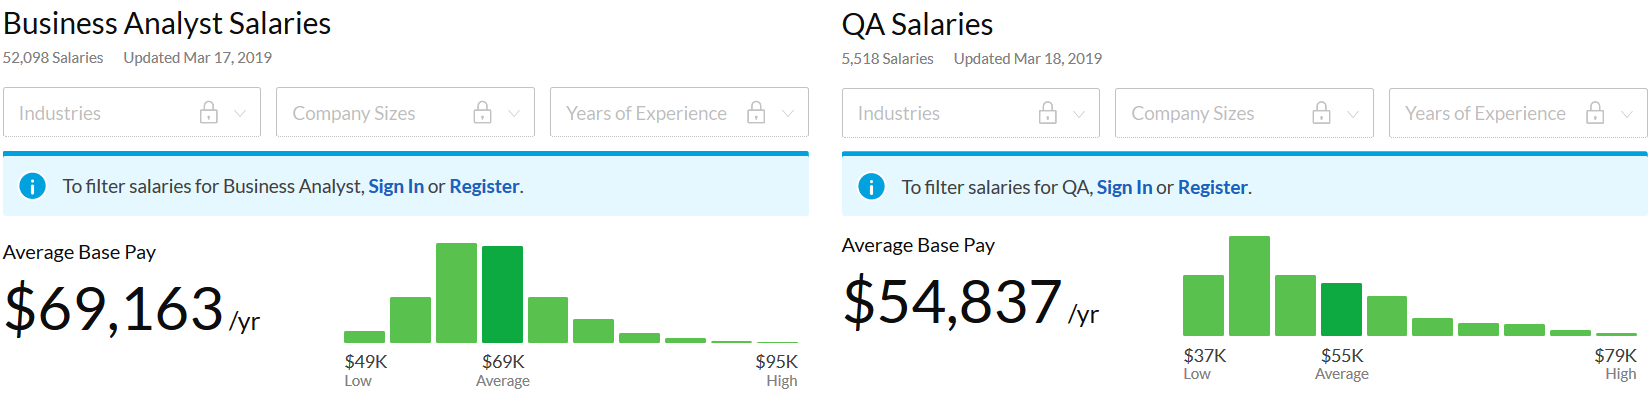 Business Analyst Salaries
52,098 Salaries Updated Mar 17, 2019
Industries Company Sizes Years of Experience
To filter salaries for Business Analyst, Sign In or Register.
Average Base Pay
$69,163 /yr
$49K $69K $95K
Low Average High
QA Salaries
5,518 Salaries Updated Mar 18, 2019
Industries Company Sizes Years of Experience
To filter salaries for QA, Sign In or Register.
Average Base Pay
$54,837 /yr
$37K $55K $79K
Low Average High